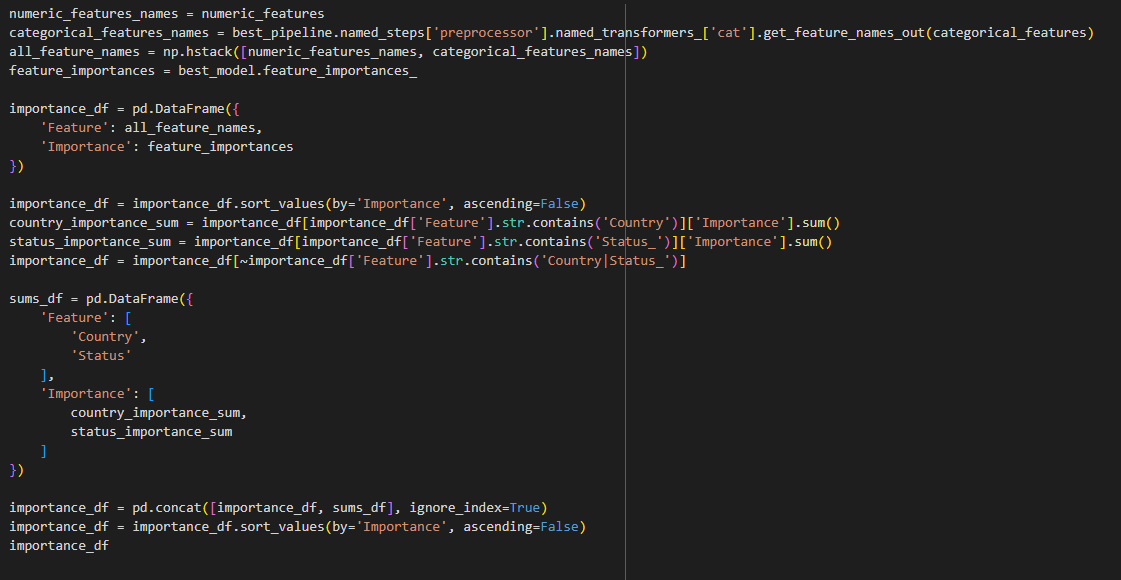 numeric_features_names = numeric_features
categorical_features_names = best_pipeline.named_steps['preprocessor'].named_transformers_['cat'].get_feature_names_out(categorical_features)
all_feature_names = np.hstack([numeric_features_names, categorical_features_names])
feature_importances = best_model.feature_importances_

importance_df = pd.DataFrame({
    'Feature': all_feature_names,
    'Importance': feature_importances
})

importance_df = importance_df.sort_values(by='Importance', ascending=False)
country_importance_sum = importance_df[importance_df['Feature'].str.contains('Country')]['Importance'].sum()
status_importance_sum = importance_df[importance_df['Feature'].str.contains('Status_')]['Importance'].sum()
importance_df = importance_df[~importance_df['Feature'].str.contains('Country|Status_')]

sums_df = pd.DataFrame({
    'Feature': [
        'Country',
        'Status'
    ],
    'Importance': [
        country_importance_sum,
        status_importance_sum
    ]
})

importance_df = pd.concat([importance_df, sums_df], ignore_index=True)
importance_df = importance_df.sort_values(by='Importance', ascending=False)
importance_df